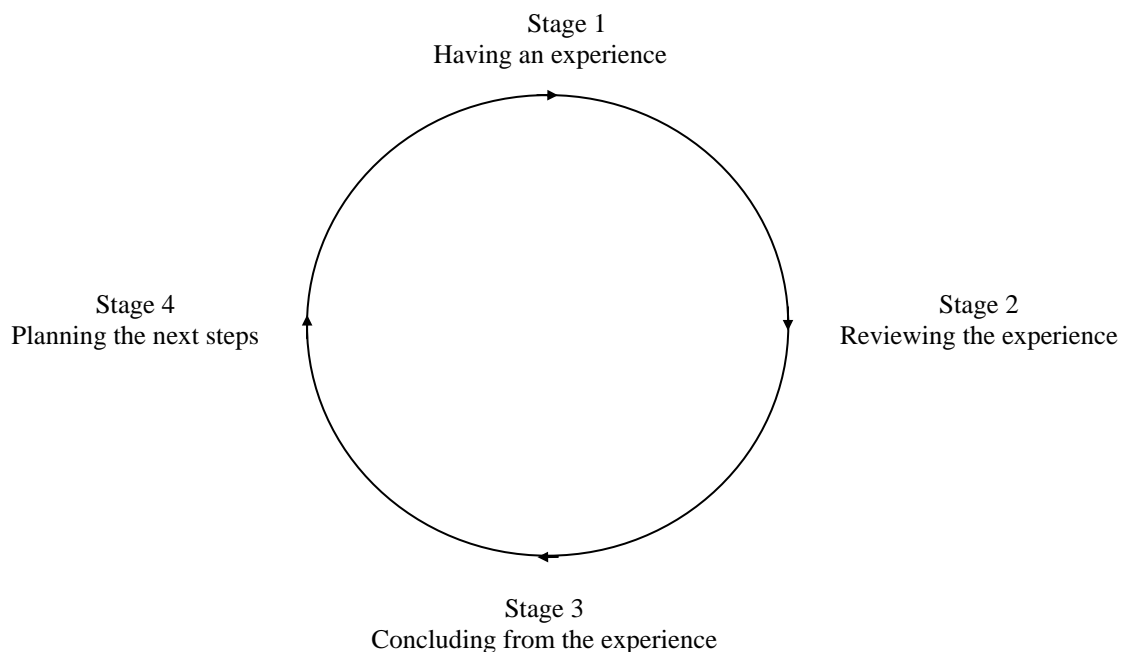 Stage 1
Having an experience
Stage 4
Planning the next steps
Stage 2
Reviewing the experience
Stage 3
Concluding from the experience